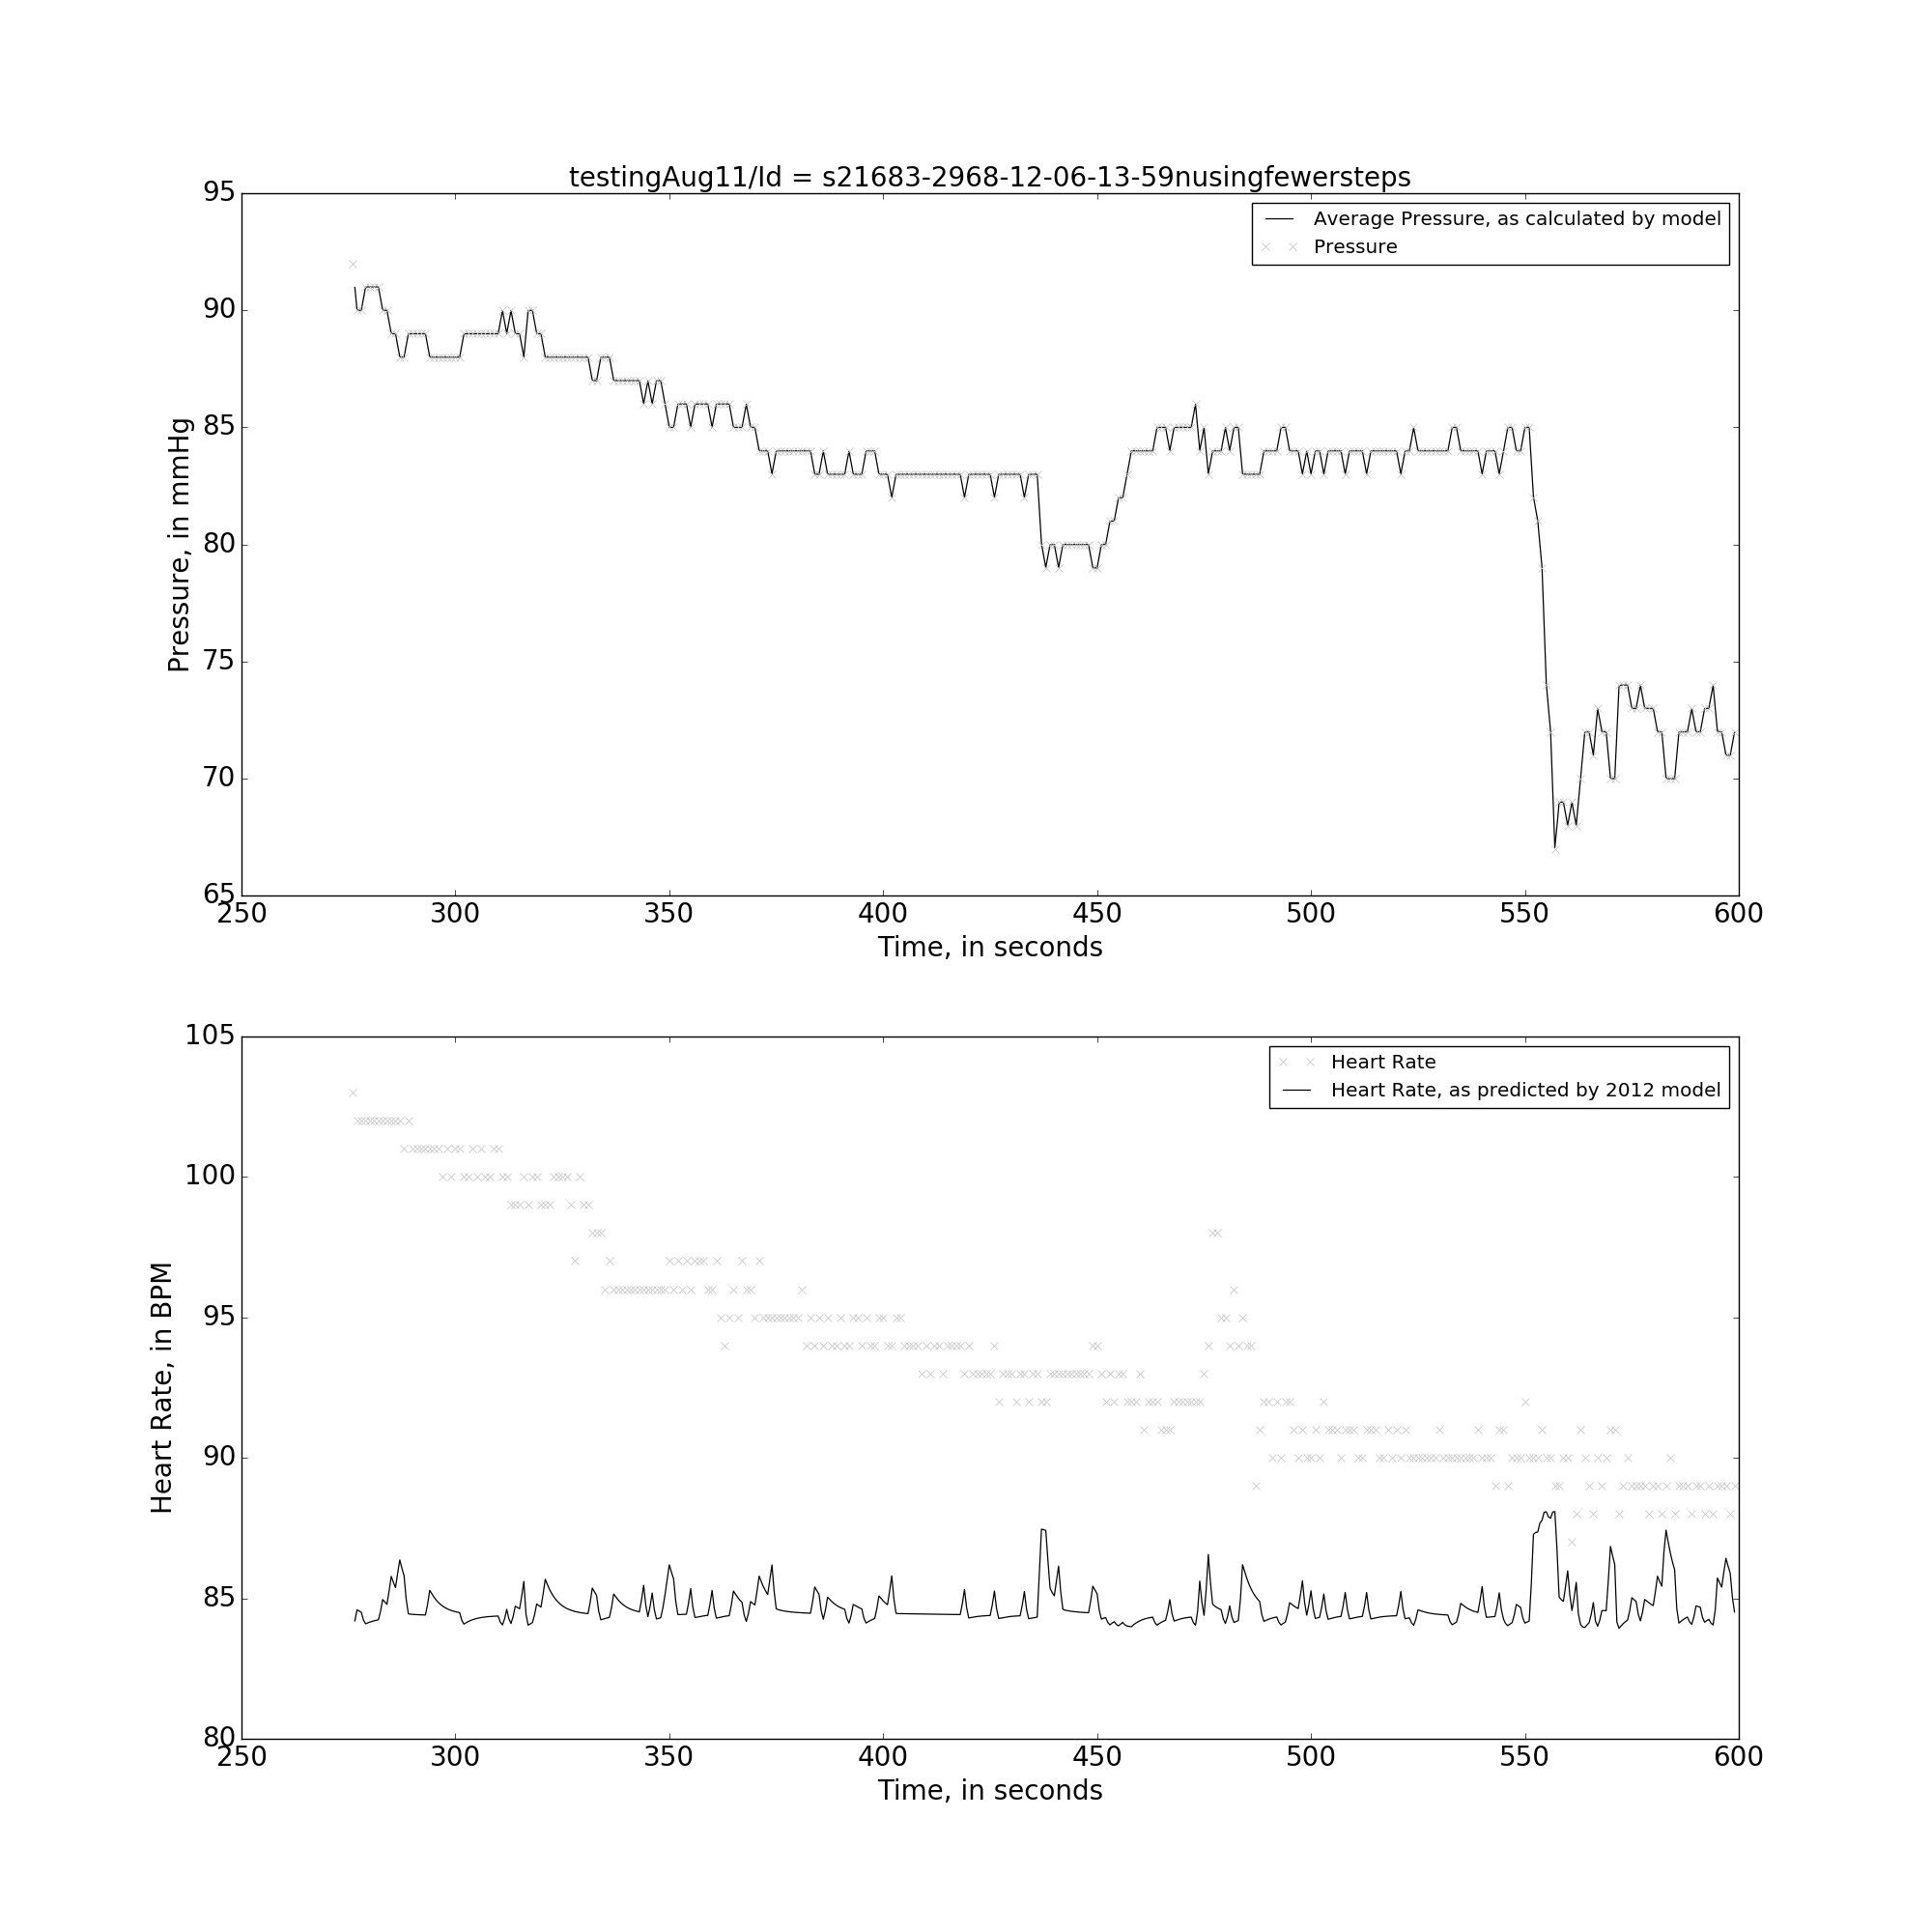 testingAug11/Id = s21683-2968-12-06-13-59nusingfewersteps
95
90
85
80
75
70
65
Pressure, in mmHg
Average Pressure, as calculated by model
Pressure
250 300 350 400 450 500 550 600
Time, in seconds
105
100
95
90
85
80
Heart Rate, in BPM
Heart Rate
Heart Rate, as predicted by 2012 model
250 300 350 400 450 500 550 600
Time, in seconds